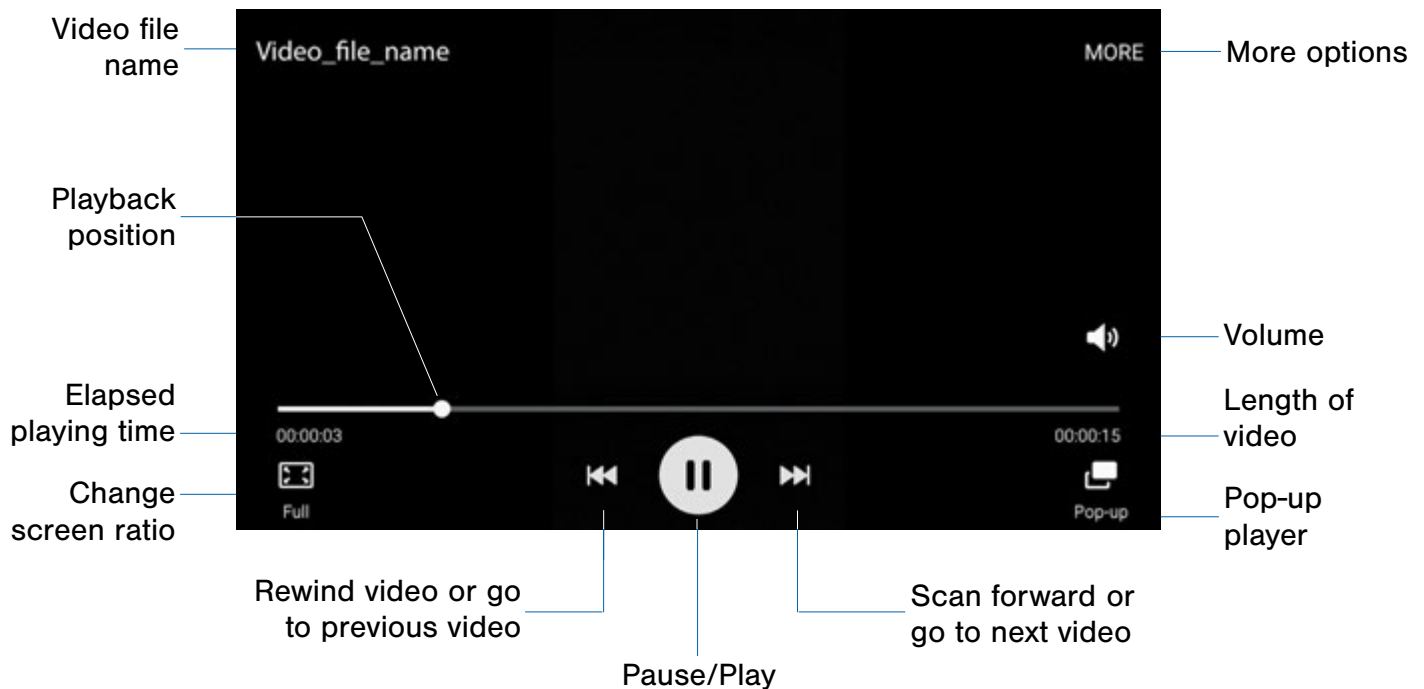 Video file
name
Video_file_name
MORE
More options
Playback
position
Volume
Elapsed
playing time
00:00:03
00:00:15
Length of
video
Change
screen ratio
Full
Pop-up
Pop-up
player
Rewind video or go
to previous video
Scan forward or
go to next video
Pause/Play